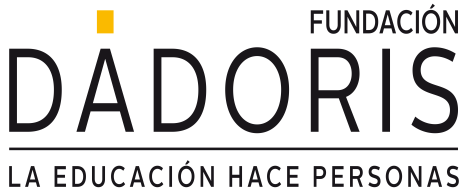 FUNDACIÓN
DÁDORIS
LA EDUCACIÓN HACE PERSONAS